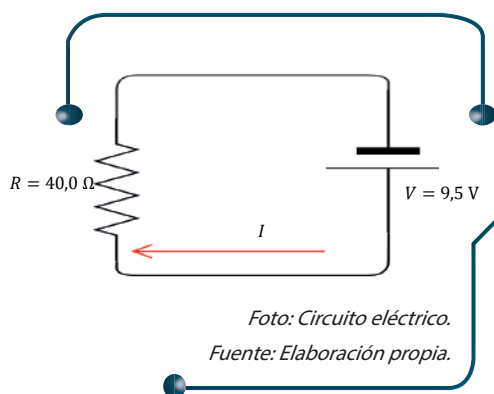 R = 40,0 Ω
V = 9,5 V
I
Foto: Circuito eléctrico.
Fuente: Elaboración propia.